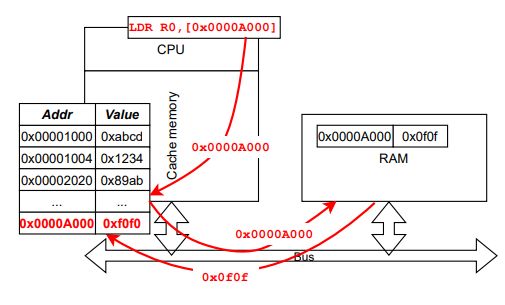 LDR R0,[0x0000A000]
CPU
Addr Value
0x00001000 0xabcd
0x00001004 0x1234
0x00002020 0x89ab
... ...
0x0000A000 0xf0f0
Cache memory
0x0000A000
0x0000A000 0x0f0f
RAM
0x0000A000
Bus
0x0f0f